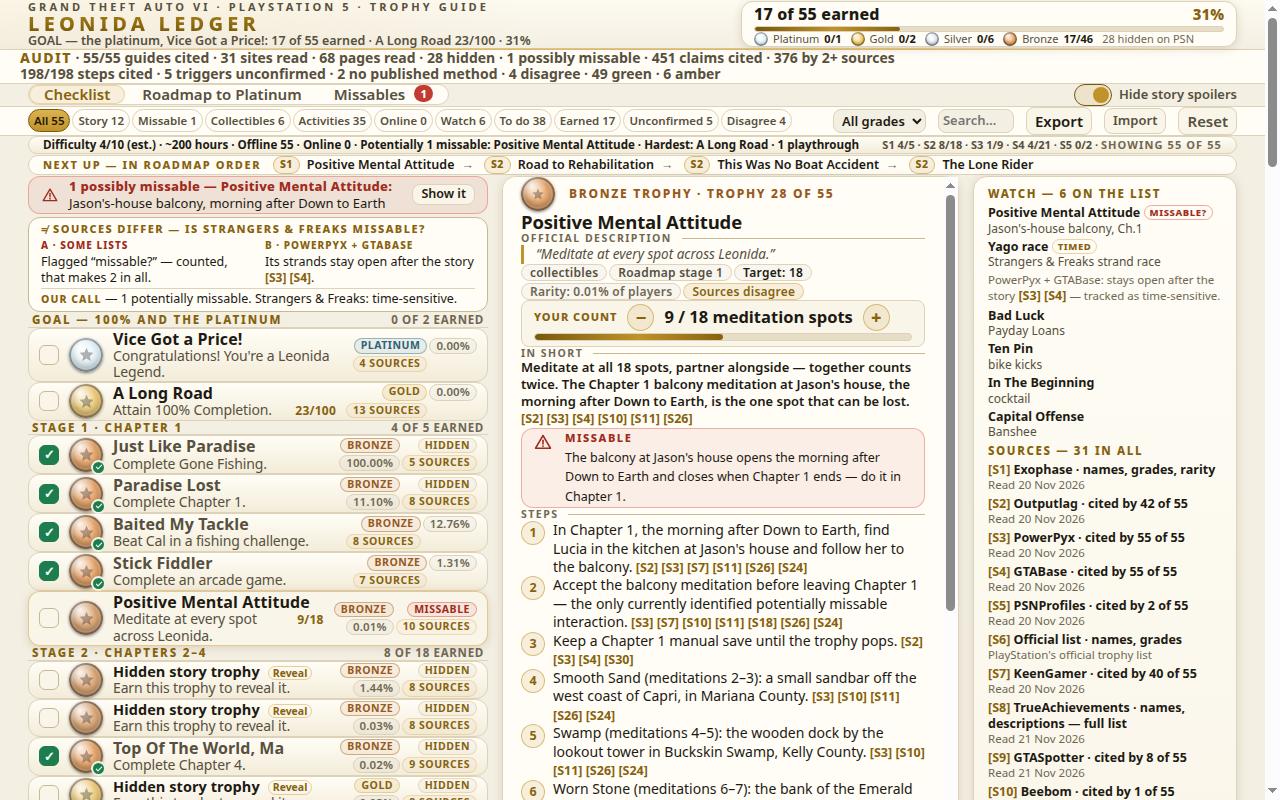 GRAND THEFT AUTO VI · PLAYSTATION 5 · TROPHY GUIDE
LEONIDA LEDGER
GOAL — the platinum, Vice Got a Price!: 17 of 55 earned · A Long Road 23/100 · 31%
17 of 55 earned 31%
Platinum 0/1 Gold 0/2 Silver 0/6 Bronze 17/46 28 hidden on PSN
AUDIT · 55/55 guides cited · 31 sites read · 68 pages read · 28 hidden · 1 possibly missable · 451 claims cited · 376 by 2+ sources
198/198 steps cited · 5 triggers unconfirmed · 2 no published method · 4 disagree · 49 green · 6 amber
Checklist Roadmap to Platinum Missables 1 Hide story spoilers
All 55 Story 12 Missable 1 Collectibles 6 Activities 35 Online 0 Watch 6 To do 38 Earned 17 Unconfirmed 5 Disagree 4 All grades Search... Export Import Reset
Difficulty 4/10 (est.) · ~200 hours · Offline 55 · Online 0 · Potentially 1 missable: Positive Mental Attitude · Hardest: A Long Road · 1 playthrough S1 4/5 · S2 8/18 · S3 1/9 · S4 4/21 · S5 0/2 · SHOWING 55 OF 55
NEXT UP — IN ROADMAP ORDER S1 Positive Mental Attitude → S2 Road to Rehabilitation → S2 This Was No Boat Accident → S2 The Lone Rider
1 possibly missable — Positive Mental Attitude:
Jason's-house balcony, morning after Down to Earth
Show it
≠ SOURCES DIFFER — IS STRANGERS & FREAKS MISSABLE?
A · SOME LISTS
Flagged “missable?” — counted,
that makes 2 in all.
B · POWERPYX + GTABASE
Its strands stay open after the story
[S3] [S4].
OUR CALL — 1 potentially missable. Strangers & Freaks: time-sensitive.
GOAL — 100% AND THE PLATINUM 0 OF 2 EARNED
Vice Got a Price! PLATINUM 0.00%
Congratulations! You're a Leonida
Legend.
4 SOURCES
A Long Road GOLD 0.00%
Attain 100% Completion. 23/100 13 SOURCES
STAGE 1 · CHAPTER 1 4 OF 5 EARNED
Just Like Paradise BRONZE HIDDEN
Complete Gone Fishing. 100.00% 5 SOURCES
Paradise Lost BRONZE HIDDEN
Complete Chapter 1. 11.10% 8 SOURCES
Baited My Tackle BRONZE 12.76%
Beat Cal in a fishing challenge. 8 SOURCES
Stick Fiddler BRONZE 1.31%
Complete an arcade game. 7 SOURCES
Positive Mental Attitude BRONZE MISSABLE
Meditate at every spot
across Leonida.
9/18 0.01% 10 SOURCES
STAGE 2 · CHAPTERS 2–4 8 OF 18 EARNED
Hidden story trophy Reveal BRONZE HIDDEN
Earn this trophy to reveal it. 1.44% 8 SOURCES
Hidden story trophy Reveal BRONZE HIDDEN
Earn this trophy to reveal it. 0.03% 8 SOURCES
Top Of The World, Ma BRONZE HIDDEN
Complete Chapter 4. 0.02% 9 SOURCES
Hidden story trophy Reveal GOLD HIDDEN
BRONZE TROPHY · TROPHY 28 OF 55
Positive Mental Attitude
OFFICIAL DESCRIPTION
“Meditate at every spot across Leonida.”
collectibles Roadmap stage 1 Target: 18
Rarity: 0.01% of players Sources disagree
YOUR COUNT − 9 / 18 meditation spots +
IN SHORT
Meditate at all 18 spots, partner alongside — together counts
twice. The Chapter 1 balcony meditation at Jason's house, the
morning after Down to Earth, is the one spot that can be lost.
[S2] [S3] [S4] [S10] [S11] [S26]
MISSABLE
The balcony at Jason's house opens the morning after
Down to Earth and closes when Chapter 1 ends — do it in
Chapter 1.
STEPS
1 In Chapter 1, the morning after Down to Earth, find
Lucia in the kitchen at Jason's house and follow her to
the balcony. [S2] [S3] [S7] [S11] [S26] [S24]
2 Accept the balcony meditation before leaving Chapter 1
— the only currently identified potentially missable
interaction. [S3] [S7] [S10] [S11] [S18] [S26] [S24]
3 Keep a Chapter 1 manual save until the trophy pops. [S2]
[S3] [S4] [S30]
4 Smooth Sand (meditations 2–3): a small sandbar off the
west coast of Capri, in Mariana County. [S3] [S10] [S11]
[S26] [S24]
5 Swamp (meditations 4–5): the wooden dock by the
lookout tower in Buckskin Swamp, Kelly County. [S3] [S10]
[S11] [S26] [S24]
6 Worn Stone (meditations 6–7): the bank of the Emerald
WATCH — 6 ON THE LIST
Positive Mental Attitude MISSABLE?
Jason's-house balcony, Ch.1
Yago race TIMED
Strangers & Freaks strand race
PowerPyx + GTABase: stays open after the
story [S3] [S4] — tracked as time-sensitive.
Bad Luck
Payday Loans
Ten Pin
bike kicks
In The Beginning
cocktail
Capital Offense
Banshee
SOURCES — 31 IN ALL
[S1] Exophase · names, grades, rarity
Read 20 Nov 2026
[S2] Outputlag · cited by 42 of 55
Read 20 Nov 2026
[S3] PowerPyx · cited by 55 of 55
Read 20 Nov 2026
[S4] GTABase · cited by 55 of 55
Read 20 Nov 2026
[S5] PSNProfiles · cited by 2 of 55
Read 20 Nov 2026
[S6] Official list · names, grades
PlayStation's official trophy list
[S7] KeenGamer · cited by 40 of 55
Read 20 Nov 2026
[S8] TrueAchievements · names,
descriptions — full list
Read 21 Nov 2026
[S9] GTASpotter · cited by 8 of 55
Read 21 Nov 2026
[S10] Beebom · cited by 1 of 55